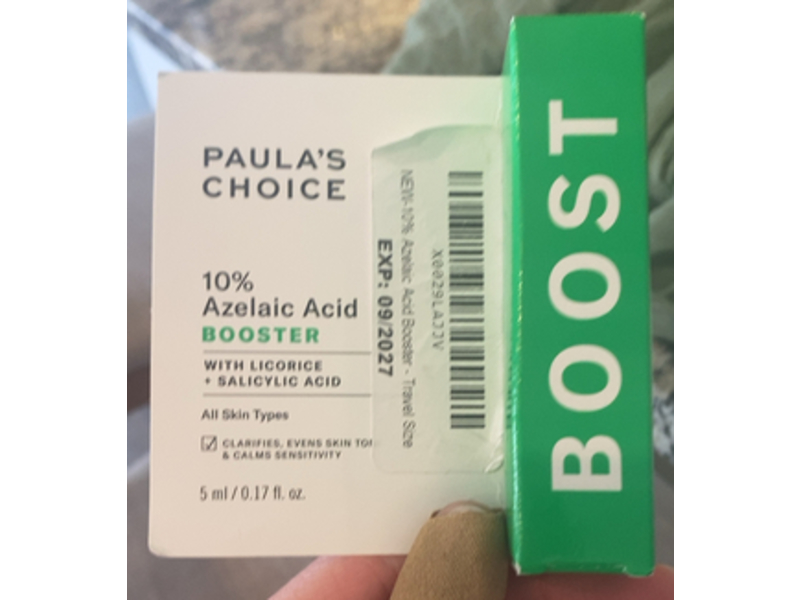 PAULA'S
CHOICE
10%
Azelaic Acid
BOOSTER
WITH LICORICE
+ SALICYLIC ACID
All Skin Types
CLARIFIES, EVENS SKIN TO
& CALMS SENSITIVITY
5 ml / 0.17 fl. oz.
X0029LAJJV
NEW-10% Azelaic Acid Booster - Travel Size
EXP: 09/2027
BOOST